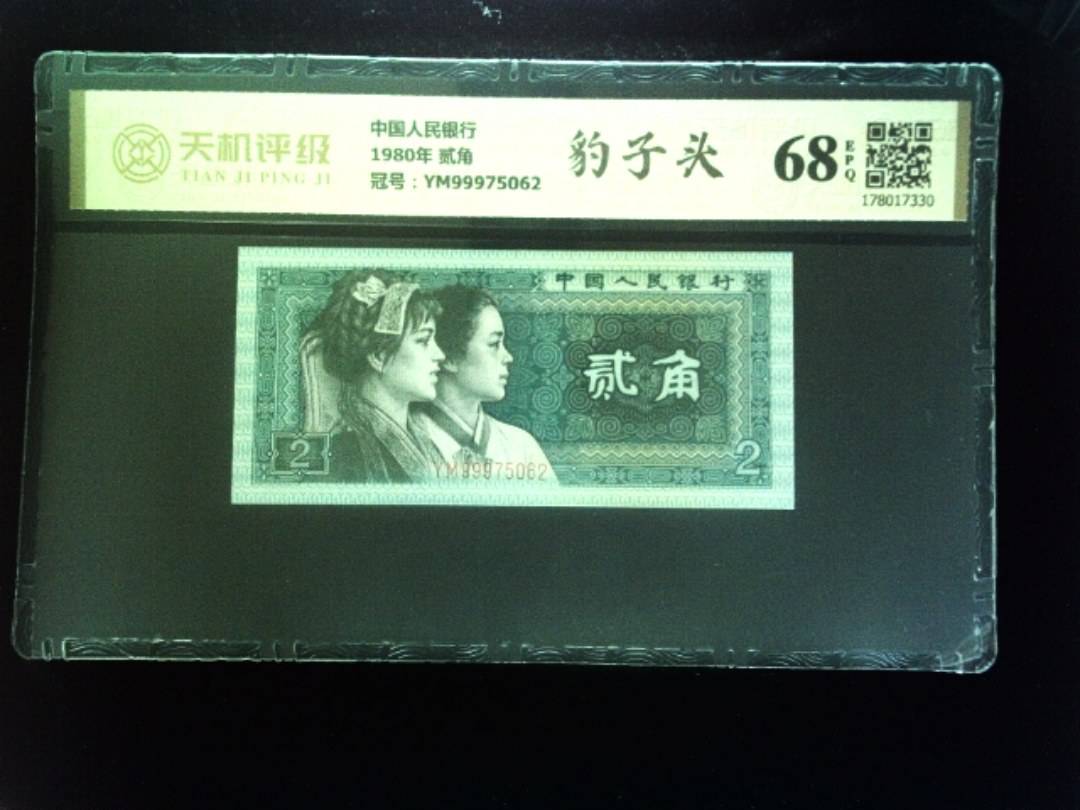 天机评级
TIAN JI PING JI
中国人民银行
1980年 贰角
冠号：YM99975062
豹子头
68
EPQ
178017330
中国人民银行
贰角
2
YM99975062
2